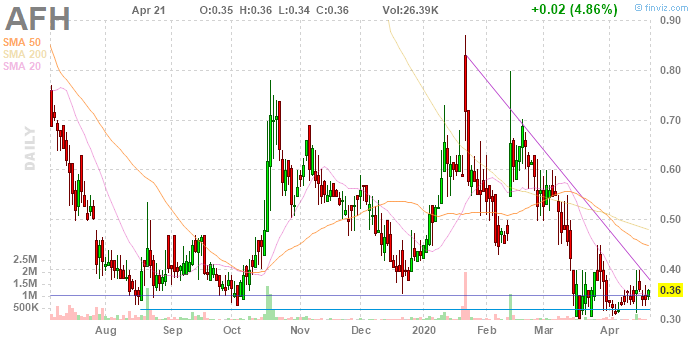 AFH
Apr 21 O:0.35 H:0.36 L:0.34 C:0.36 Vol:26.39K +0.02 (4.86%)
© finviz.com
SMA 50
SMA 200
SMA 20
DAILY
0.90
0.80
0.70
0.60
0.50
0.40
0.36
0.30
2.5M
2M
1.5M
1M
500K
Aug Sep Oct Nov Dec 2020 Feb Mar Apr